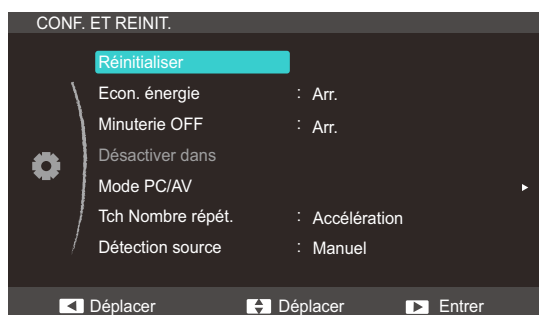 CONF. ET REINIT.
Réinitialiser
Econ. énergie : Arr.
Minuterie OFF : Arr.
Désactiver dans
Mode PC/AV
Tch Nombre répét. : Accélération
Détection source : Manuel
Déplacer Déplacer Entrer